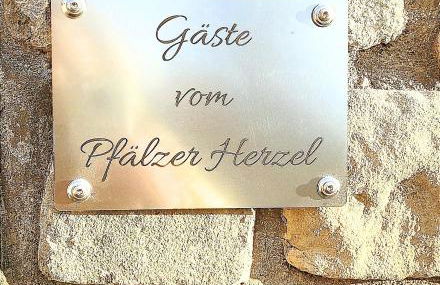 Gäste
vom
Pfälzer Herzel